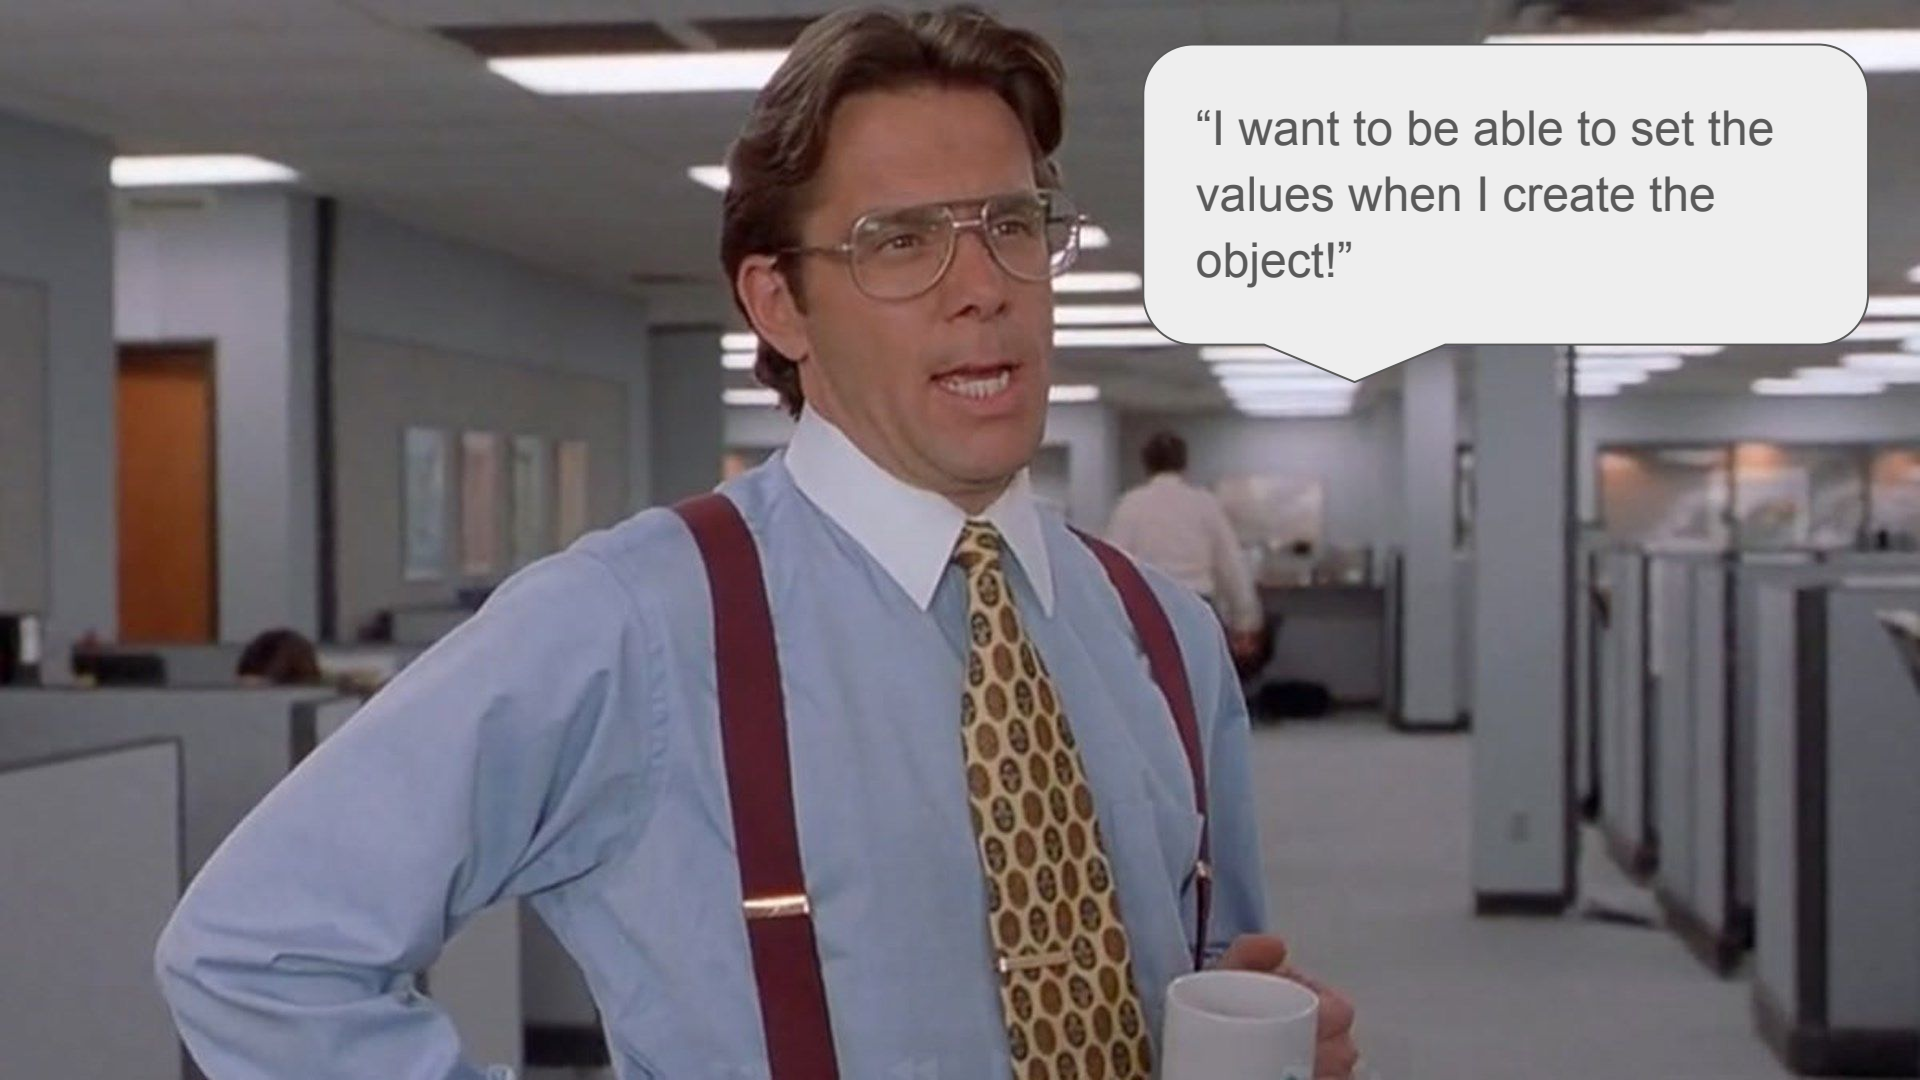 “I want to be able to set the
values when I create the
object!”